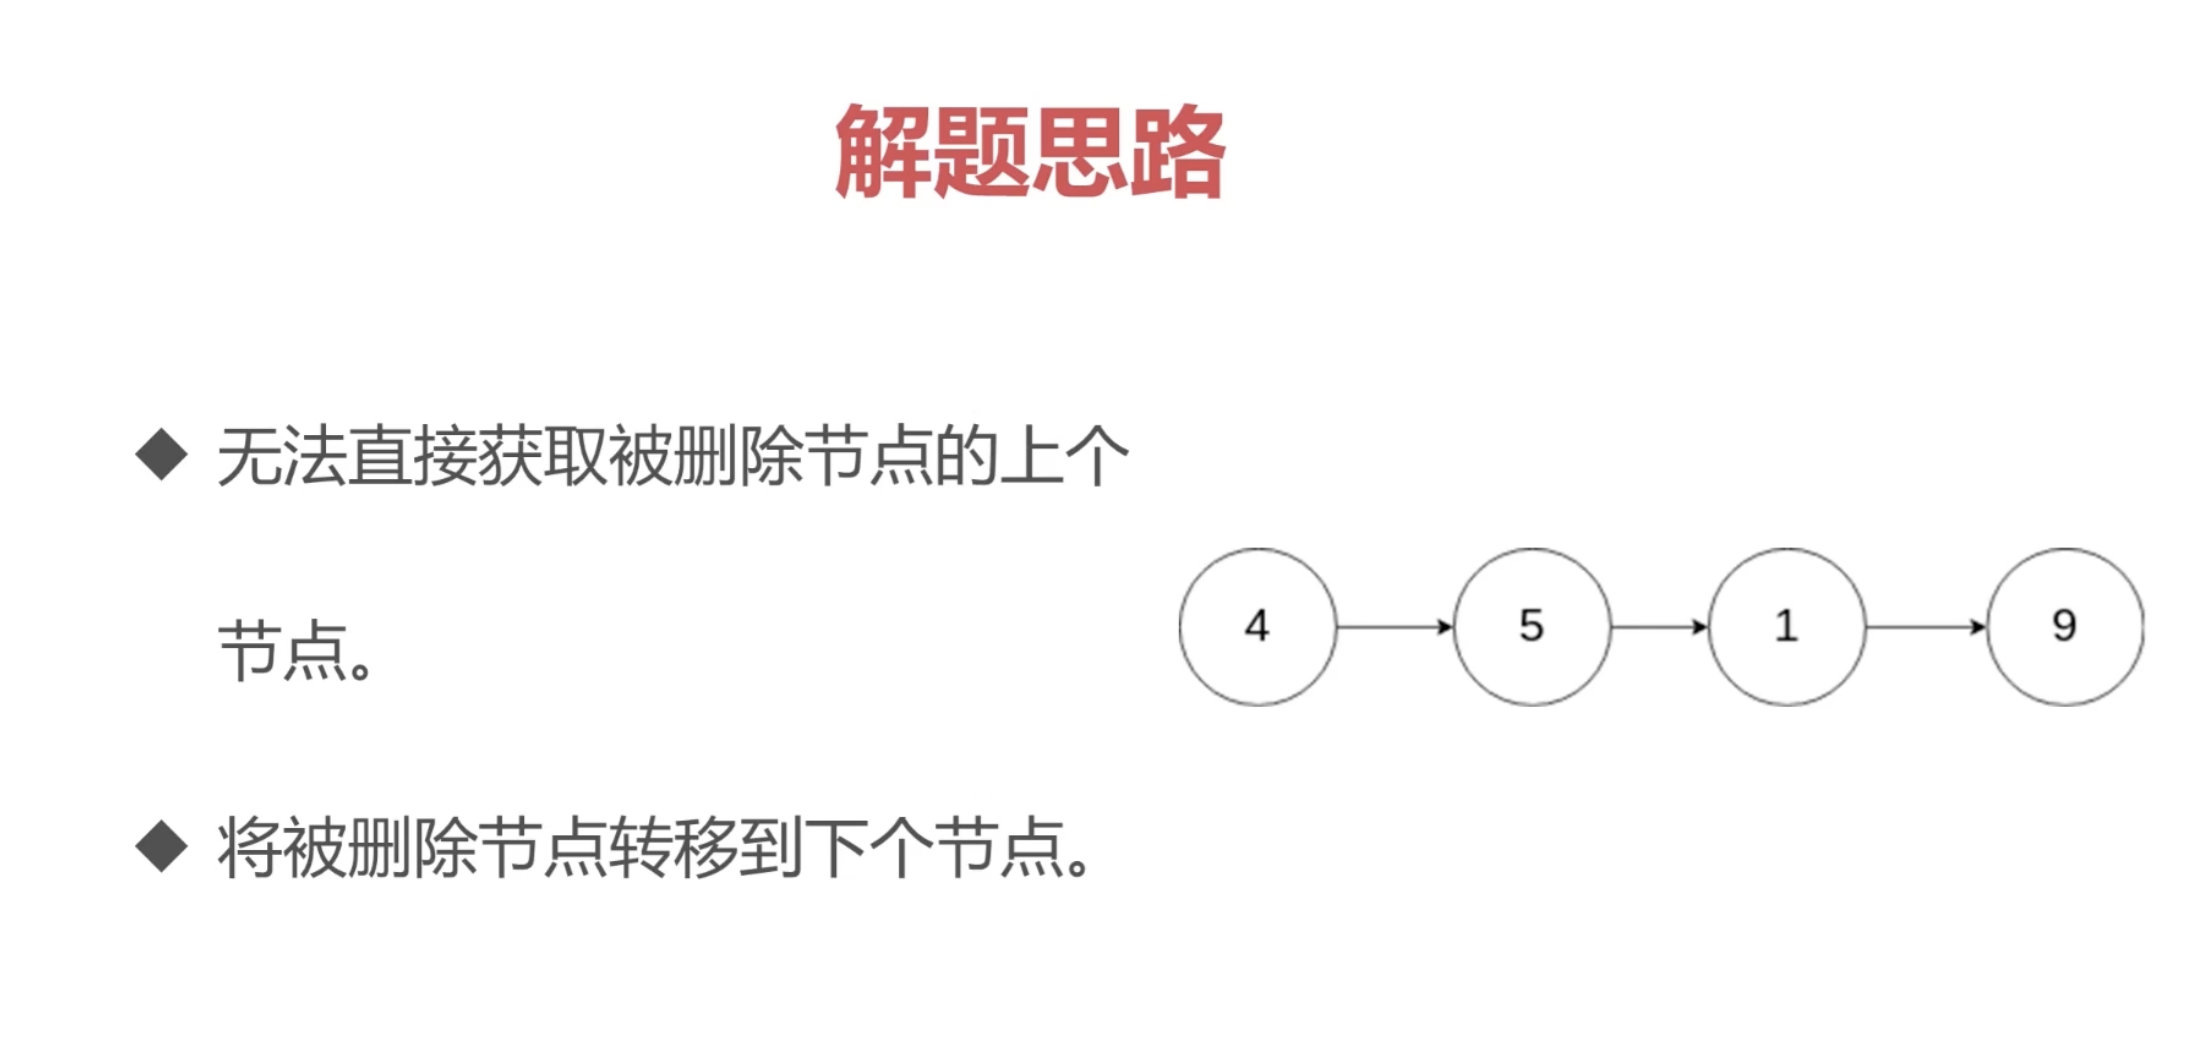 解题思路
◆ 无法直接获取被删除节点的上个
节点。
4 5 1 9
◆ 将被删除节点转移到下个节点。